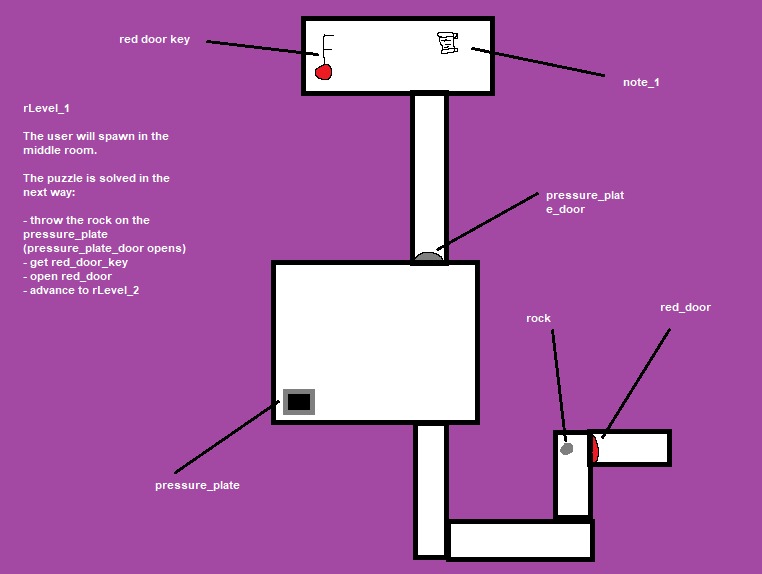 red door key
note_1
rLevel_1
The user will spawn in the
middle room.
The puzzle is solved in the
next way:
- throw the rock on the
pressure_plate
(pressure_plate_door opens)
- get red_door_key
- open red_door
- advance to rLevel_2
pressure_plat
e_door
rock
red_door
pressure_plate